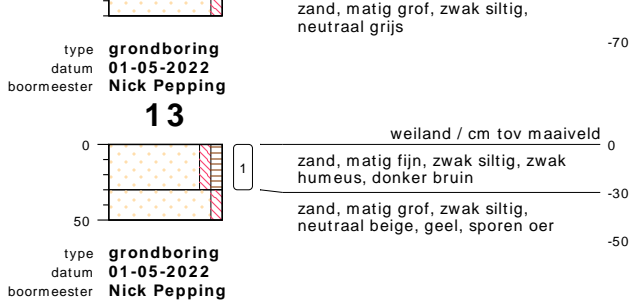 zand, matig grof, zwak siltig,
neutraal grijs
-70
type grondboring
datum 01-05-2022
boormeester Nick Pepping
13
weiland / cm tov maaiveld
0 0
1
zand, matig fijn, zwak siltig, zwak
humeus, donker bruin
-30
zand, matig grof, zwak siltig,
50
neutraal beige, geel, sporen oer
-50
type grondboring
datum 01-05-2022
boormeester Nick Pepping